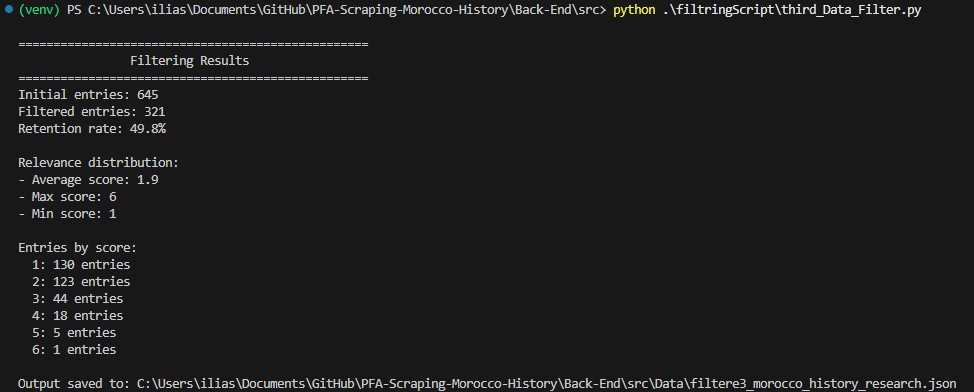 (venv) PS C:\Users\ilias\Documents\GitHub\PFA-Scraping-Morocco-History\Back-End\src> python .\filtringScript\third_Data_Filter.py
==================================================
Filtering Results
==================================================
Initial entries: 645
Filtered entries: 321
Retention rate: 49.8%
Relevance distribution:
- Average score: 1.9
- Max score: 6
- Min score: 1
Entries by score:
1: 130 entries
2: 123 entries
3: 44 entries
4: 18 entries
5: 5 entries
6: 1 entries
Output saved to: C:\Users\ilias\Documents\GitHub\PFA-Scraping-Morocco-History\Back-End\src\Data\filtere3_morocco_history_research.json